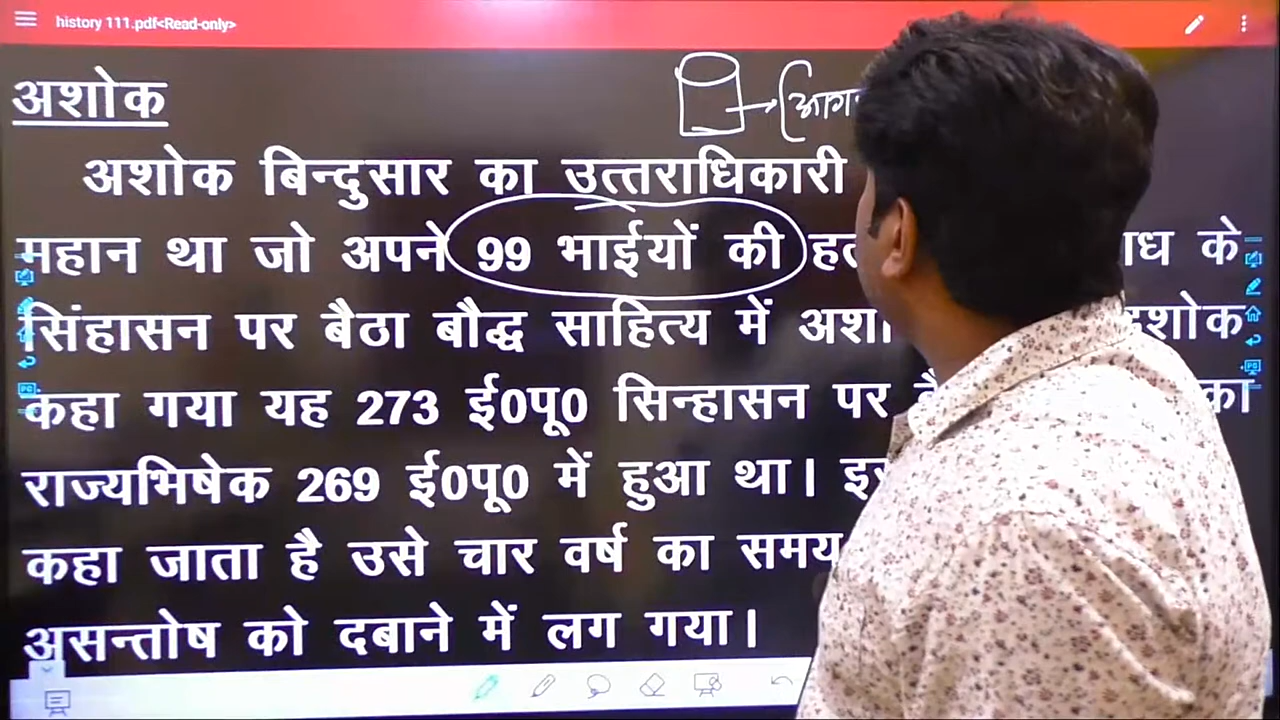 history 111.pdf<Read-only>
अशोक
अशोक बिन्दुसार का उत्तराधिकारी
महान था जो अपने 99 भाईयों की के
सिंहासन पर बैठा बौद्ध साहित्य में
कहा गया यह 273 ई0पू0 सिन्हासन पर का
राज्यभिषेक 269 ई0पू0 में हुआ था।
कहा जाता है उसे चार वर्ष का समय
असन्तोष को दबाने में लग गया।